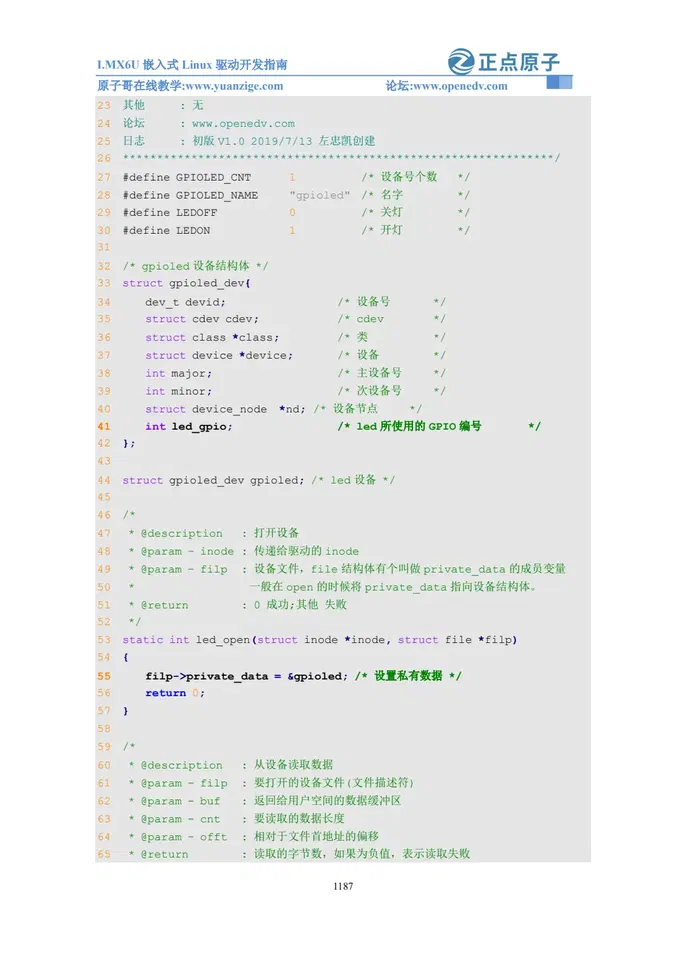 I.MX6U 嵌入式 Linux 驱动开发指南
正点原子
原子哥在线教学:www.yuanzige.com 论坛:www.openedv.com
23 其他 : 无
24 论坛 : www.openedv.com
25 日志 : 初版 V1.0 2019/7/13 左忠凯创建
26 ***************************************************************/
27 #define GPIOLED_CNT 1 /* 设备号个数 */
28 #define GPIOLED_NAME "gpioled" /* 名字 */
29 #define LEDOFF 0 /* 关灯 */
30 #define LEDON 1 /* 开灯 */
31
32 /* gpioled 设备结构体 */
33 struct gpioled_dev{
34 dev_t devid; /* 设备号 */
35 struct cdev cdev; /* cdev */
36 struct class *class; /* 类 */
37 struct device *device; /* 设备 */
38 int major; /* 主设备号 */
39 int minor; /* 次设备号 */
40 struct device_node *nd; /* 设备节点 */
41 int led_gpio; /* led 所使用的 GPIO 编号 */
42 };
43
44 struct gpioled_dev gpioled; /* led 设备 */
45
46 /*
47 * @description : 打开设备
48 * @param - inode : 传递给驱动的 inode
49 * @param - filp : 设备文件，file 结构体有个叫做 private_data 的成员变量
50 * 一般在 open 的时候将 private_data 指向设备结构体。
51 * @return : 0 成功;其他 失败
52 */
53 static int led_open(struct inode *inode, struct file *filp)
54 {
55 filp->private_data = &gpioled; /* 设置私有数据 */
56 return 0;
57 }
58
59 /*
60 * @description : 从设备读取数据
61 * @param - filp : 要打开的设备文件(文件描述符)
62 * @param - buf : 返回给用户空间的数据缓冲区
63 * @param - cnt : 要读取的数据长度
64 * @param - offt : 相对于文件首地址的偏移
65 * @return : 读取的字节数，如果为负值，表示读取失败
1187